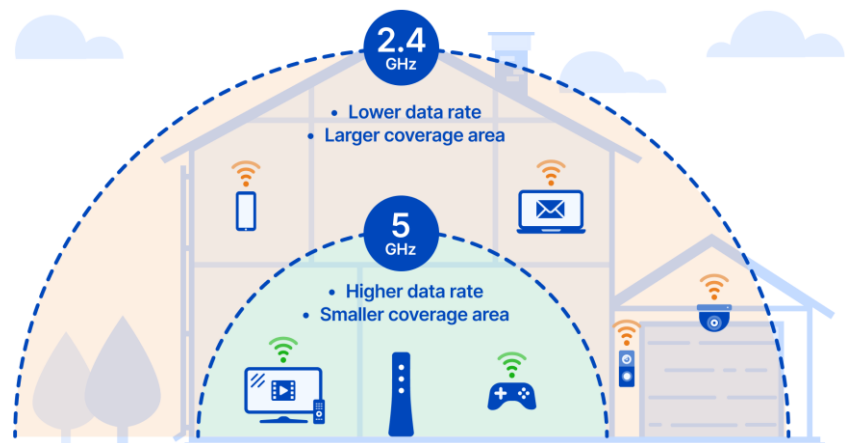 2.4
GHz
• Lower data rate
• Larger coverage area
5
GHz
• Higher data rate
• Smaller coverage area